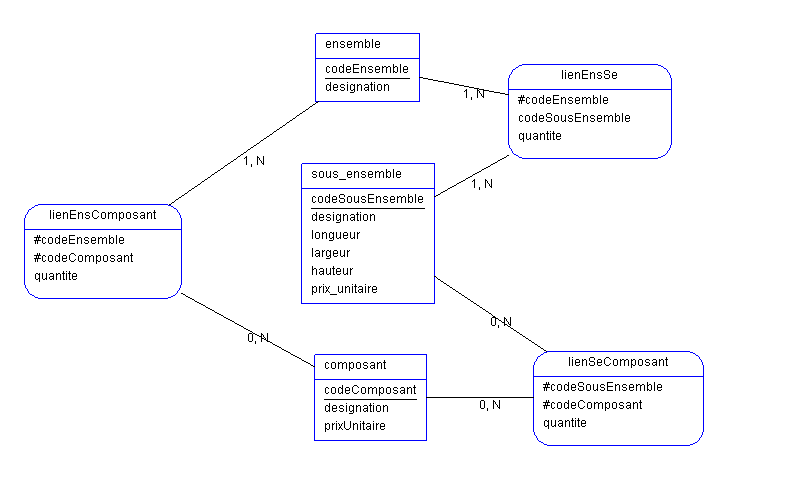 ensemble
codeEnsemble
designation
1, N
lienEnsSe
#codeEnsemble
codeSousEnsemble
quantite
1, N
1, N
sous_ensemble
codeSousEnsemble
designation
longueur
largeur
hauteur
prix_unitaire
lienEnsComposant
#codeEnsemble
#codeComposant
quantite
0, N
0, N
composant
codeComposant
designation
prixUnitaire
0, N
lienSeComposant
#codeSousEnsemble
#codeComposant
quantite